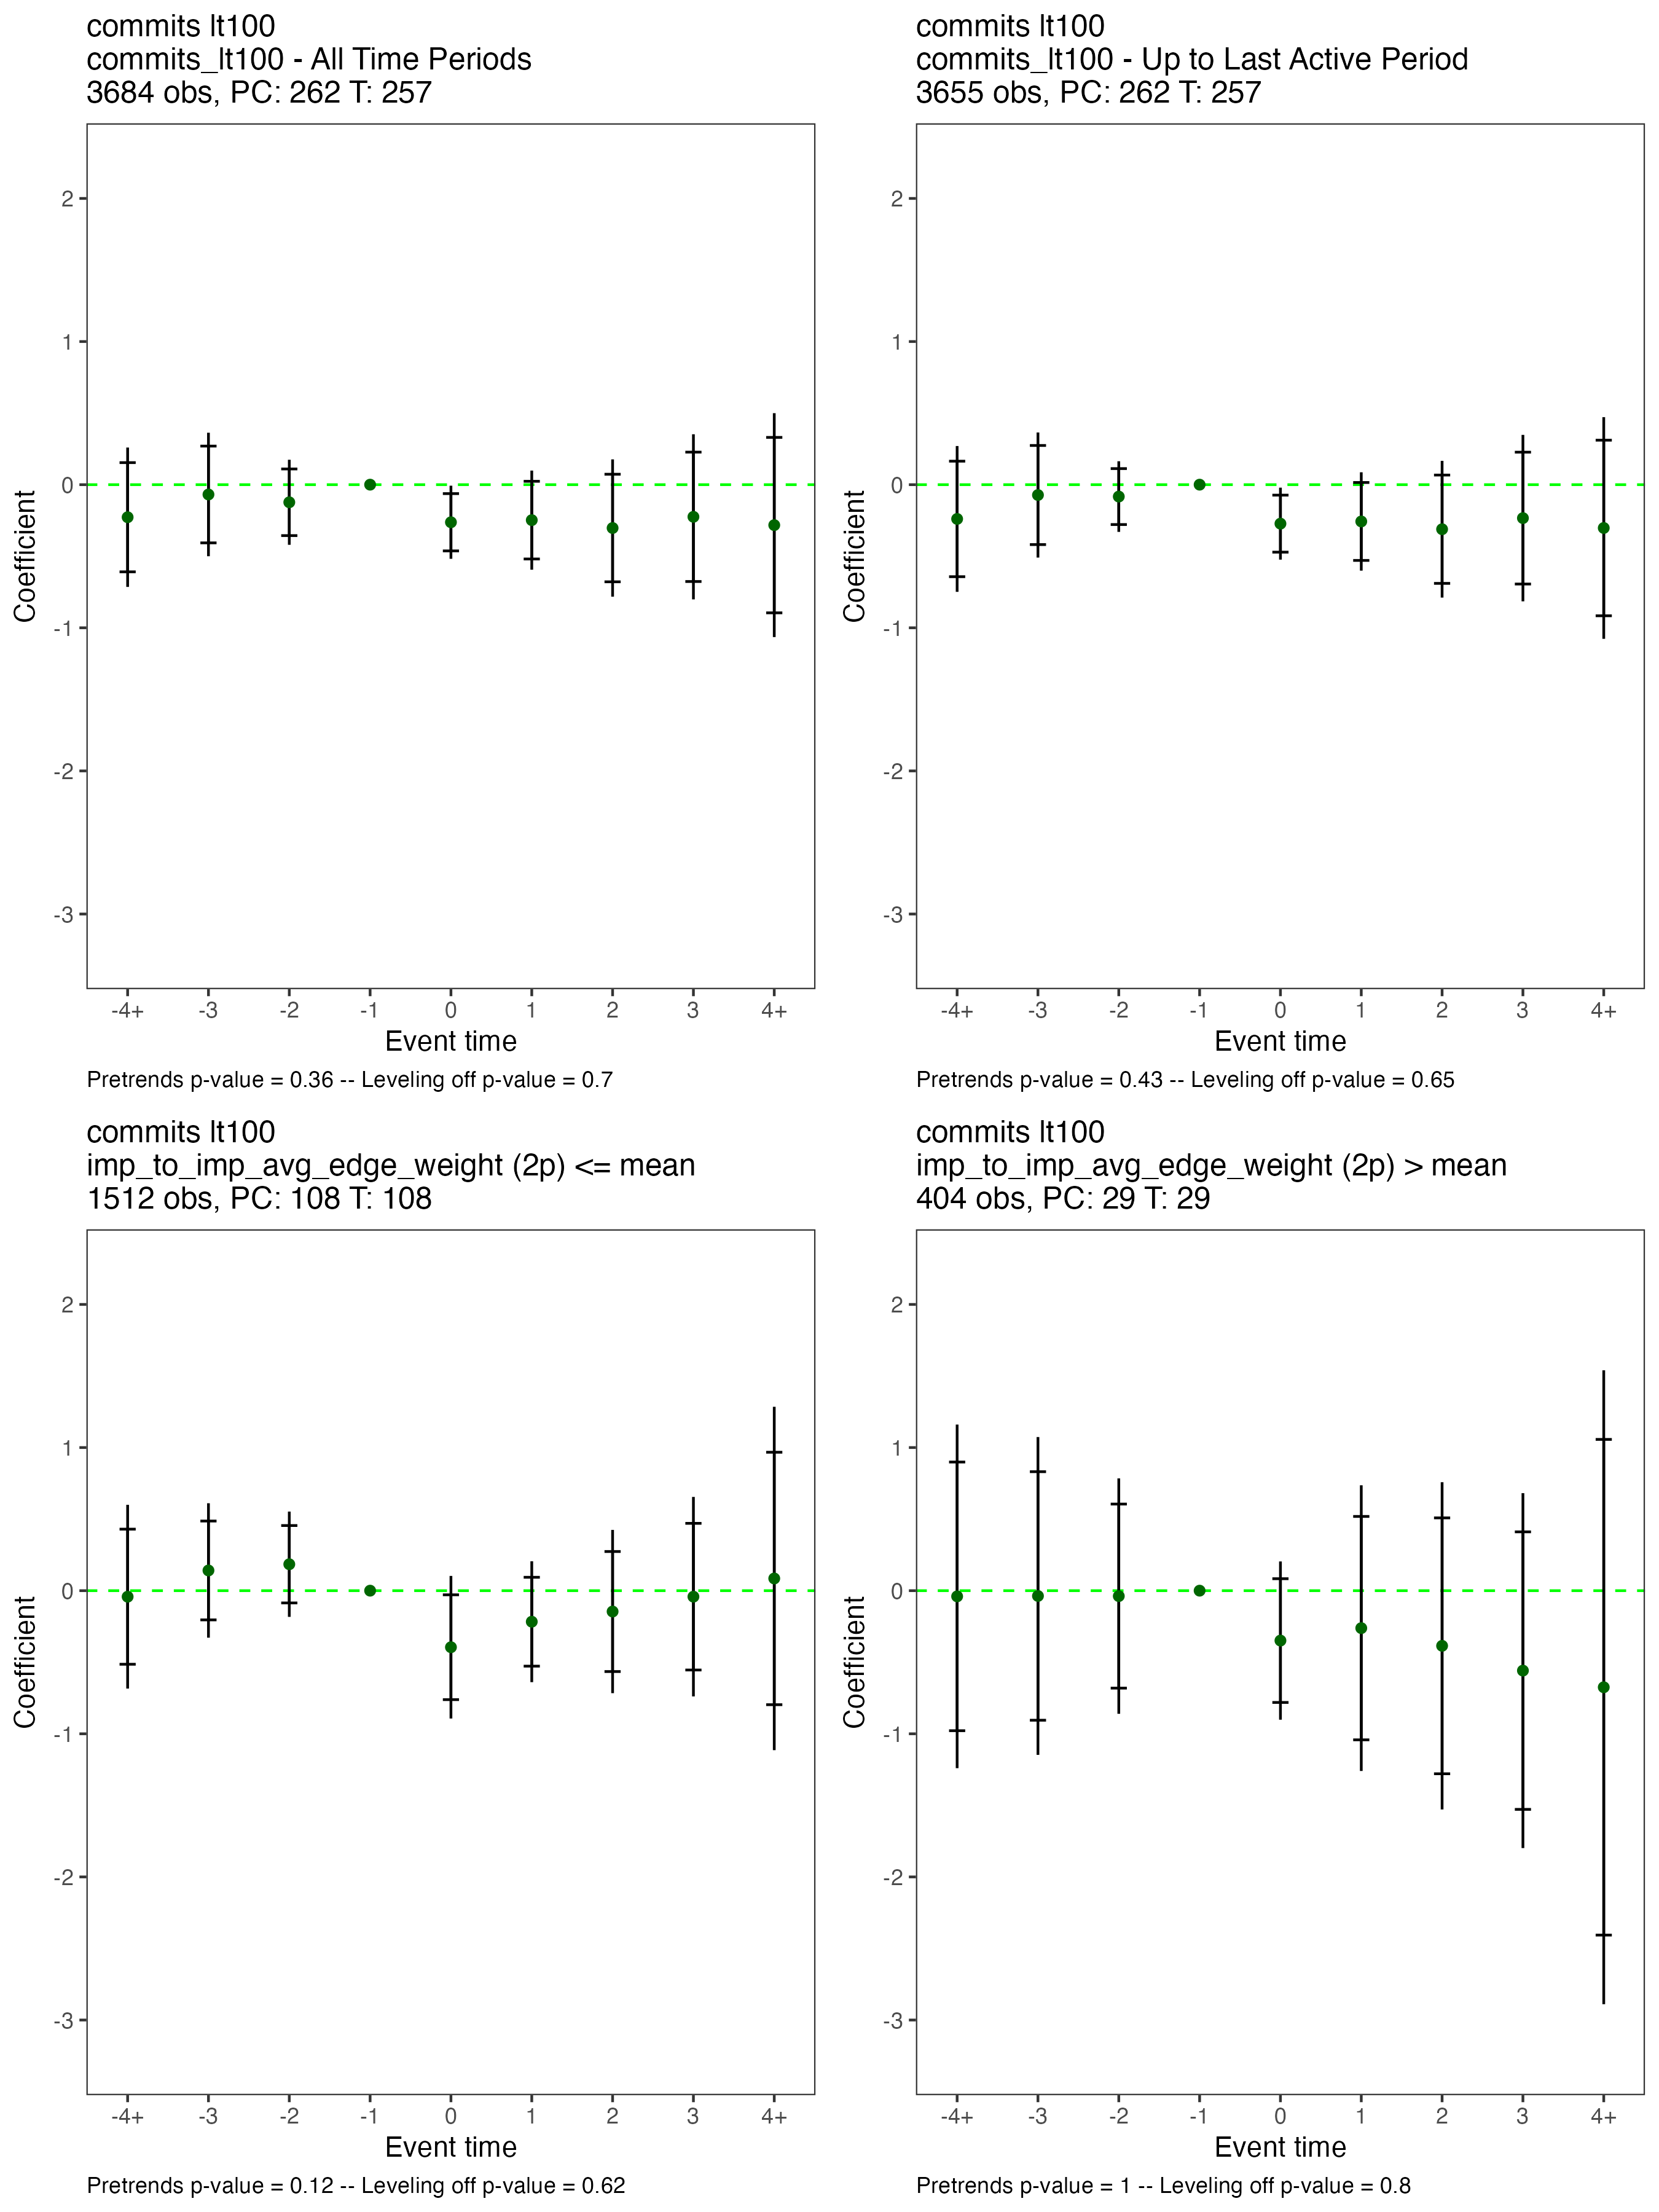 commits lt100
commits_lt100 - All Time Periods
3684 obs, PC: 262 T: 257
2
1
0
-1
-2
-3
Coefficient
-4+ -3 -2 -1 0 1 2 3 4+
Event time
Pretrends p-value = 0.36 -- Leveling off p-value = 0.7
commits lt100
commits_lt100 - Up to Last Active Period
3655 obs, PC: 262 T: 257
2
1
0
-1
-2
-3
Coefficient
-4+ -3 -2 -1 0 1 2 3 4+
Event time
Pretrends p-value = 0.43 -- Leveling off p-value = 0.65
commits lt100
imp_to_imp_avg_edge_weight (2p) <= mean
1512 obs, PC: 108 T: 108
2
1
0
-1
-2
-3
Coefficient
-4+ -3 -2 -1 0 1 2 3 4+
Event time
Pretrends p-value = 0.12 -- Leveling off p-value = 0.62
commits lt100
imp_to_imp_avg_edge_weight (2p) > mean
404 obs, PC: 29 T: 29
2
1
0
-1
-2
-3
Coefficient
-4+ -3 -2 -1 0 1 2 3 4+
Event time
Pretrends p-value = 1 -- Leveling off p-value = 0.8